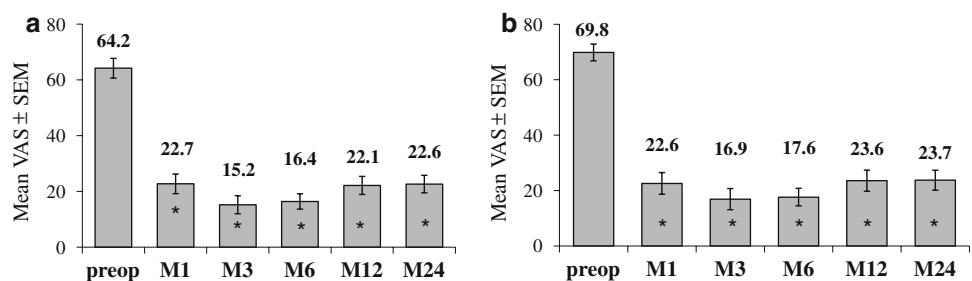 a
Mean VAS ± SEM
80
60
40
20
0
64.2
22.7
15.2
16.4
22.1
22.6
* * * * *
preop M1 M3 M6 M12 M24
b
Mean VAS ± SEM
80
60
40
20
0
69.8
22.6
16.9
17.6
23.6
23.7
* * * * *
preop M1 M3 M6 M12 M24